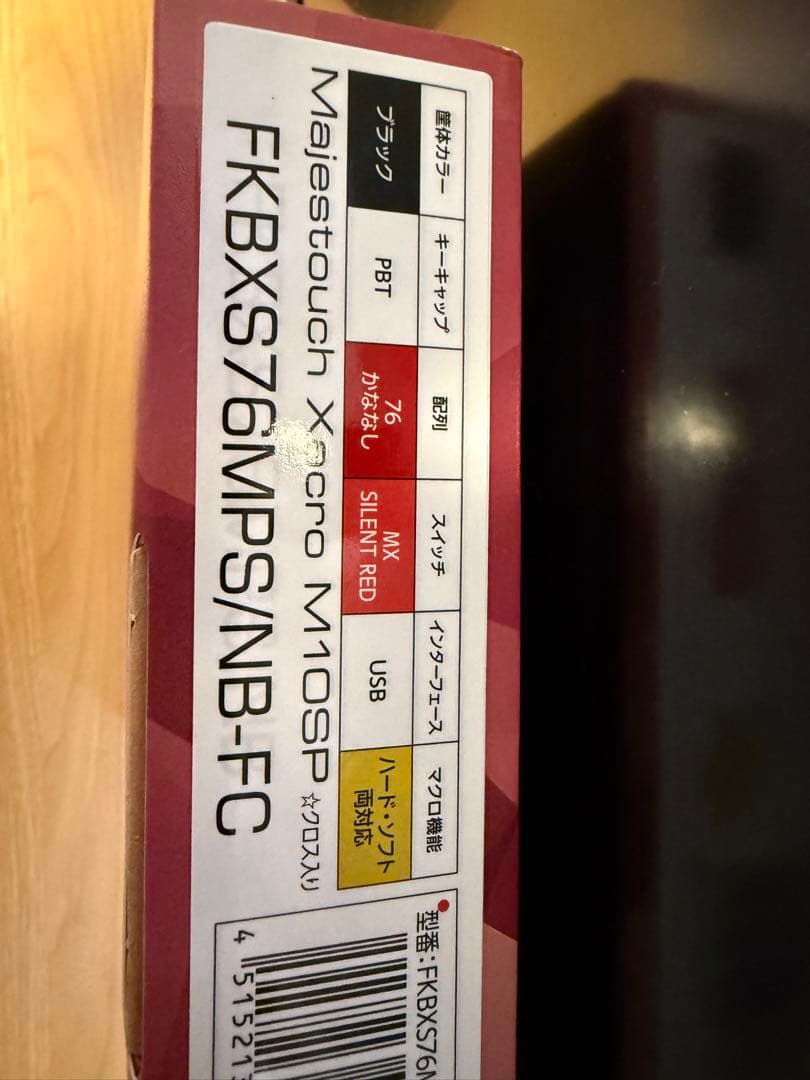 筐体カラー キーキャップ 配列 スイッチ インターフェース マクロ機能
ブラック PBT 76 かななし MX SILENT RED USB ハード・ソフト 両対応
Majestouch Xacro M10SP ☆クロス入り
FKBXS76MPS/NB-FC
型番:FKBXS76M
4 515213